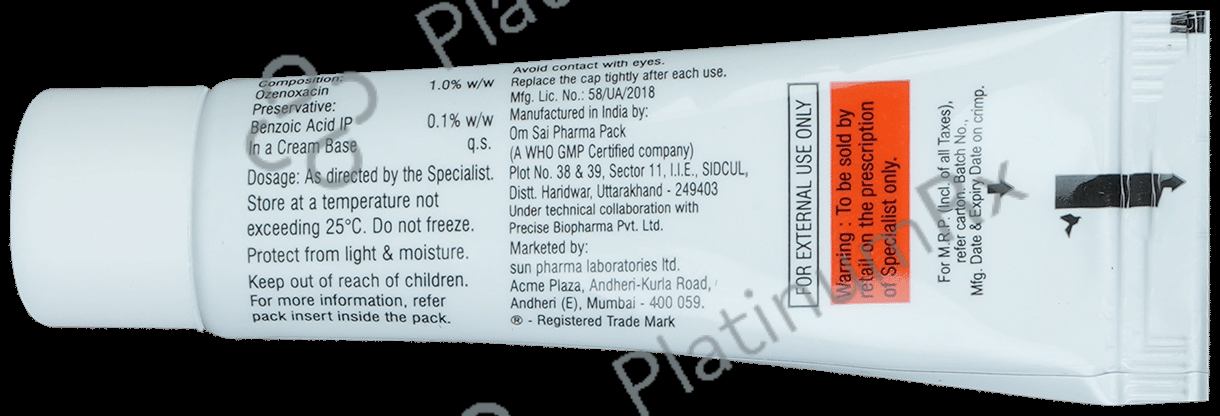 Composition:
Ozenoxacin 1.0% w/w
Preservative:
Benzoic Acid IP 0.1% w/w
In a Cream Base q.s.
Dosage: As directed by the Specialist.
Store at a temperature not
exceeding 25°C. Do not freeze.
Protect from light & moisture.
Keep out of reach of children.
For more information, refer
pack insert inside the pack.
Avoid contact with eyes.
Replace the cap tightly after each use.
Mfg. Lic. No.: 58/UA/2018
Manufactured in India by:
Om Sai Pharma Pack
(A WHO GMP Certified company)
Plot No. 38 & 39, Sector 11, I.I.E., SIDCUL,
Distt. Haridwar, Uttarakhand - 249403
Under technical collaboration with
Precise Biopharma Pvt. Ltd.
Marketed by:
sun pharma laboratories ltd.
Acme Plaza, Andheri-Kurla Road,
Andheri (E), Mumbai - 400 059.
® - Registered Trade Mark
FOR EXTERNAL USE ONLY
Warning : To be sold by
retail on the prescription
of Specialist only.
For M.R.P. (Incl. of all Taxes),
refer carton. Batch No.,
Mfg. Date & Expiry Date on crimp.
Platin
PlatinumRx